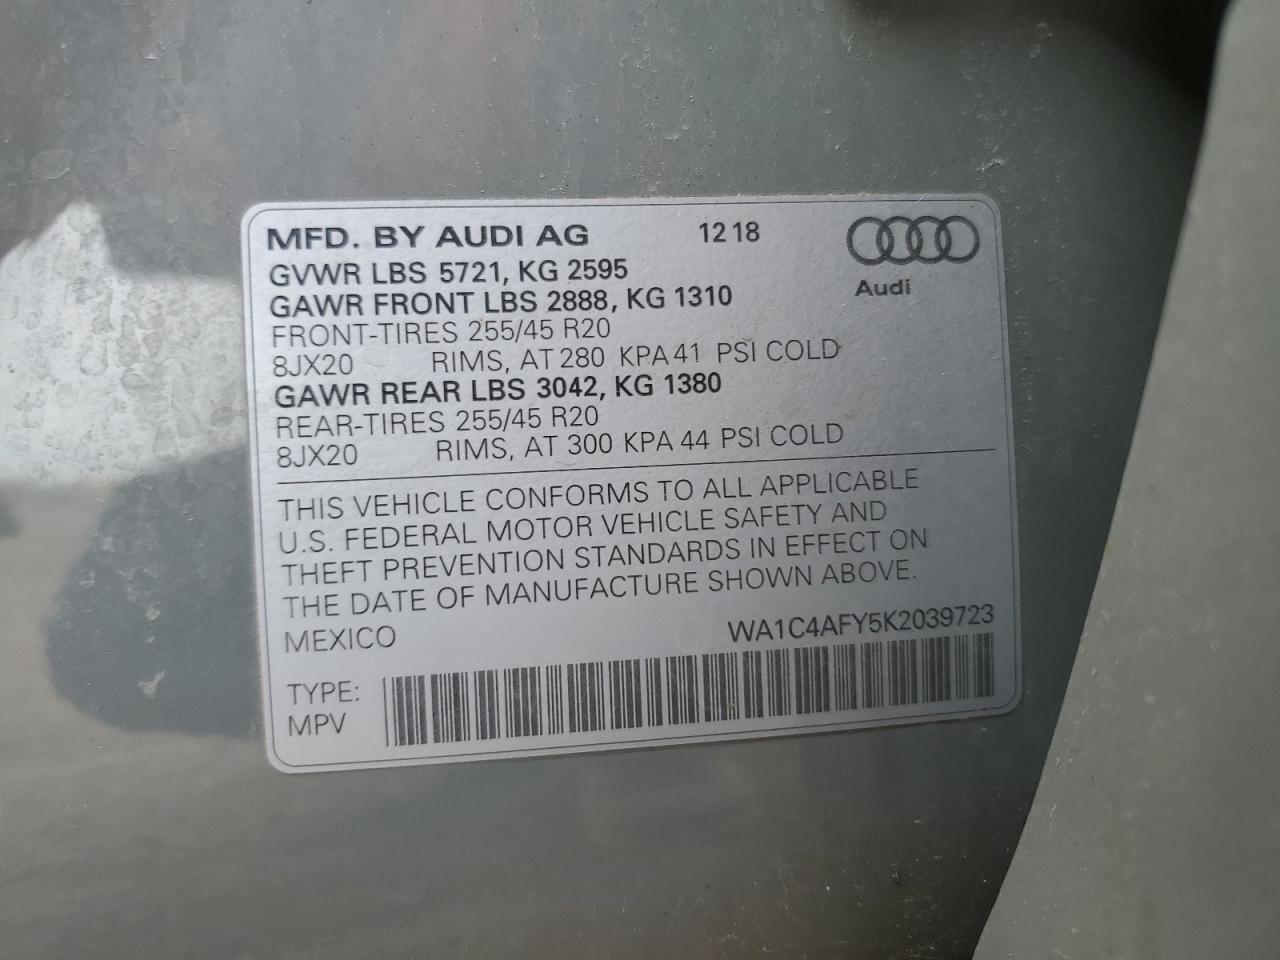 MFD. BY AUDI AG 12 18
Audi
GVWR LBS 5721, KG 2595
GAWR FRONT LBS 2888, KG 1310
FRONT-TIRES 255/45 R20
8JX20 RIMS, AT 280 KPA 41 PSI COLD
GAWR REAR LBS 3042, KG 1380
REAR-TIRES 255/45 R20
8JX20 RIMS, AT 300 KPA 44 PSI COLD
THIS VEHICLE CONFORMS TO ALL APPLICABLE
U.S. FEDERAL MOTOR VEHICLE SAFETY AND
THEFT PREVENTION STANDARDS IN EFFECT ON
THE DATE OF MANUFACTURE SHOWN ABOVE.
MEXICO WA1C4AFY5K2039723
TYPE:
MPV